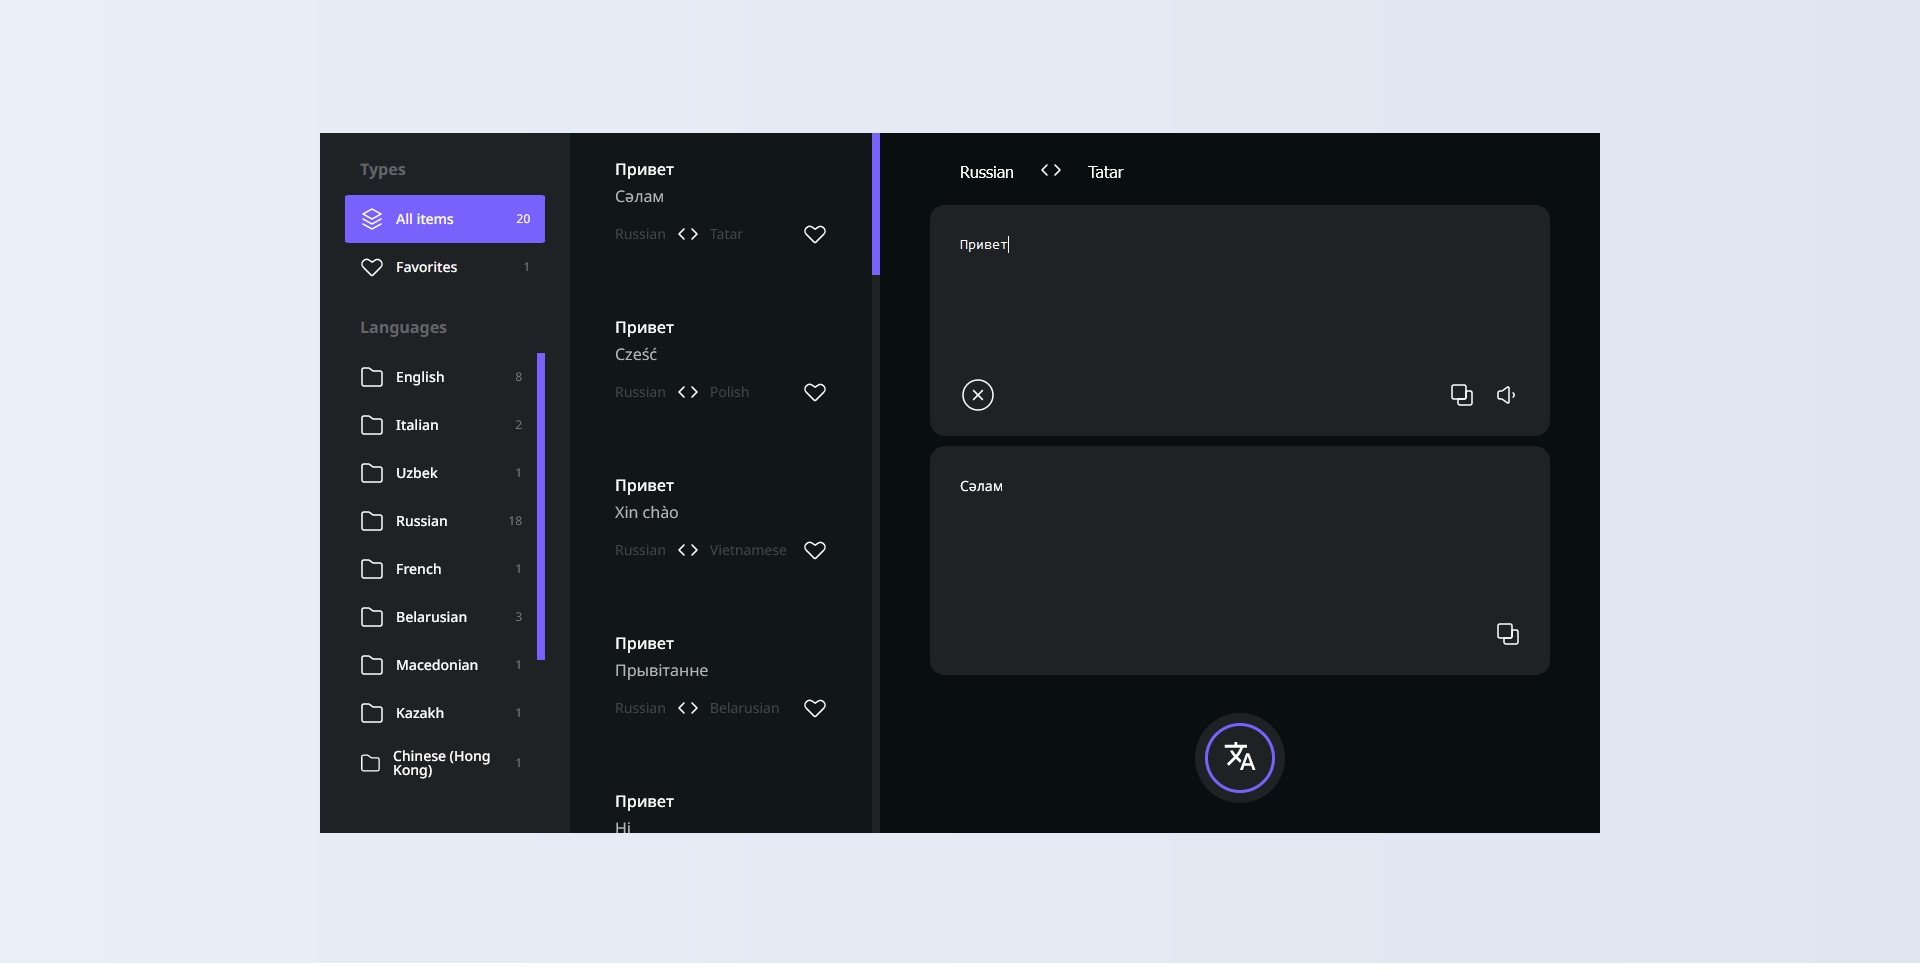 Types
All items 20
Favorites 1
Languages
English 8
Italian 2
Uzbek 1
Russian 18
French 1
Belarusian 3
Macedonian 1
Kazakh 1
Chinese (Hong
Kong) 1
Привет
Сәлам
Russian <> Tatar
Привет
Cześć
Russian <> Polish
Привет
Xin chào
Russian <> Vietnamese
Привет
Прывітанне
Russian <> Belarusian
Привет
Hi
Russian <> Tatar
Привет
Сәлам